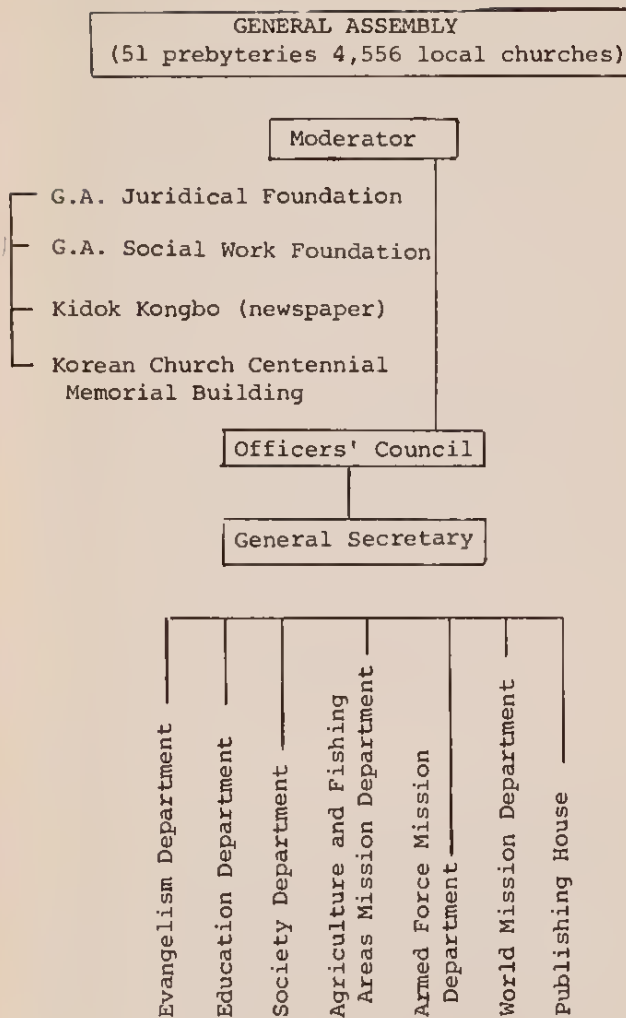 GENERAL ASSEMBLY
(51 prebyteries 4,556 local churches)
Moderator
G.A. Juridical Foundation
G.A. Social Work Foundation
Kidok Kongbo (newspaper)
Korean Church Centennial
Memorial Building
Officers' Council
General Secretary
Evangelism Department
Education Department
Society Department
Agriculture and Fishing
Areas Mission Department
Armed Force Mission
Department
World Mission Department
Publishing House